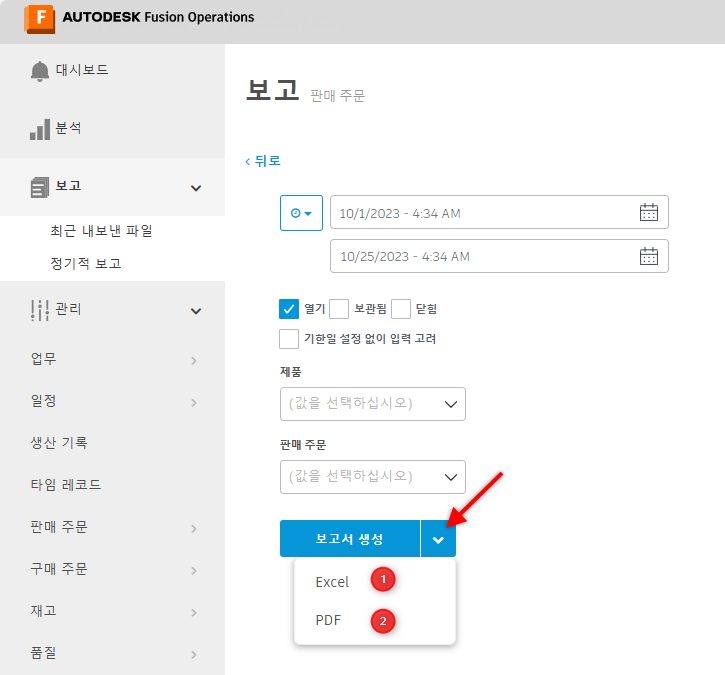 F AUTODESK Fusion Operations
대시보드
분석
보고
최근 내보낸 파일
정기적 보고
관리
업무
일정
생산 기록
타임 레코드
판매 주문
구매 주문
재고
품질
보고 판매 주문
뒤로
10/1/2023 - 4:34 AM
10/25/2023 - 4:34 AM
열기 보관됨 닫힘
기한일 설정 없이 입력 고려
제품
(값을 선택하십시오)
판매 주문
(값을 선택하십시오)
보고서 생성
Excel 1
PDF 2